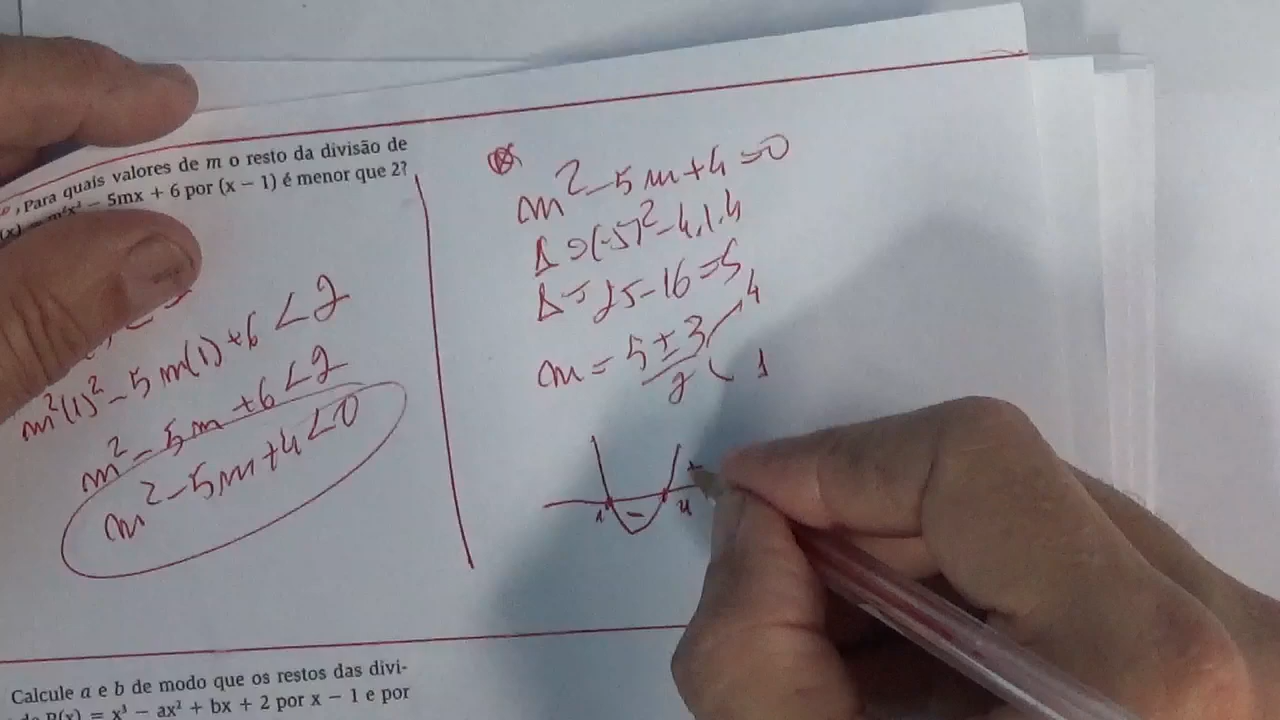 Para quais valores de m o resto da divisão de
= m²x² − 5mx + 6 por (x − 1) é menor que 2?
m²(1)² - 5m(1) + 6 < 2
m² - 5m + 6 < 2
m² - 5m + 4 < 0
m² - 5m + 4 = 0
Δ = (-5)² - 4.1.4
Δ = 25 - 16 =
m = 5 ± 3 / 2
4
1
+
1 - 4
Calcule a e b de modo que os restos das divi-
P(x) = x³ − ax² + bx + 2 por x − 1 e por